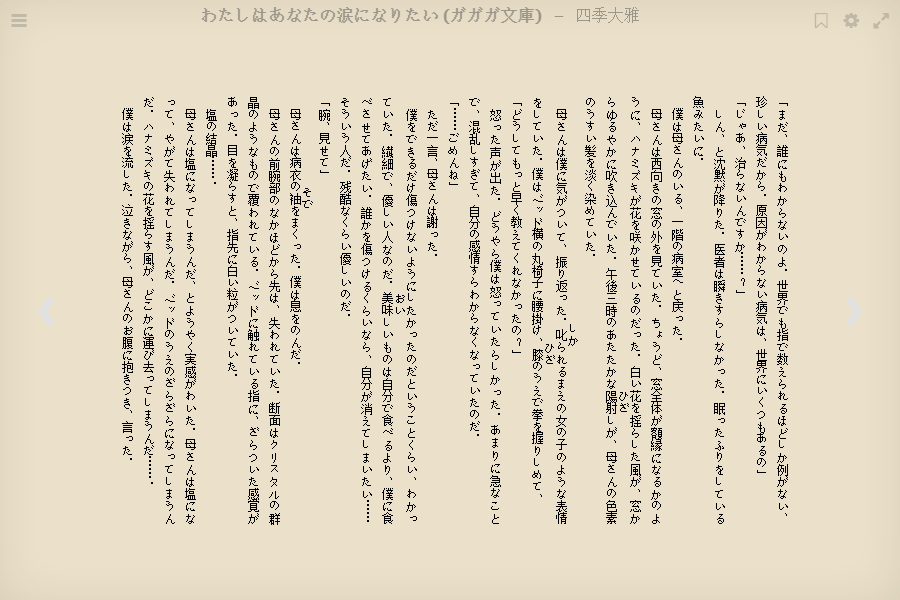 わたしはあなたの涙になりたい (ガガガ文庫) – 四季大雅
「まだ、誰にもわからないのよ。世界でも指で数えられるほどしか例がない、
珍しい病気だから。原因がわからない病気は、世界にいくつもあるの」
「じゃあ、治らないんですか……？」
しん、と沈黙が降りた。医者は瞬きすらしなかった。眠ったふりをしている
魚みたいに。
僕は母さんのいる、一階の病室へと戻った。
母さんは西向きの窓の外を見ていた。ちょうど、窓全体が額縁になるかのよ
うに、ハナミズキが花を咲かせているのだった。白い花を揺らした風が、窓か
らゆるやかに吹き込んでいた。午後三時のあたたかな陽射しが、母さんの色素
のうすい髪を淡く染めていた。
母さんは僕に気がついて、振り返った。叱られるまえの女の子のような表情
をしていた。僕はベッド横の丸椅子に腰掛け、膝のうえで拳を握りしめて、
「どうしてもっと早く教えてくれなかったの？」
怒った声が出た。どうやら僕は怒っていたらしかった。あまりに急なこと
で、混乱しすぎて、自分の感情すらわからなくなっていたのだ。
「……ごめんね」
ただ一言、母さんは謝った。
僕をできるだけ傷つけないようにしたかったのだということくらい、わかっ
ていた。繊細で、優しい人なのだ。美味しいものは自分で食べるより、僕に食
べさせてあげたい。誰かを傷つけるくらいなら、自分が消えてしまいたい……
そういう人だ。残酷なくらい優しいのだ。
「腕、見せて」
母さんは病衣の袖をまくった。僕は息をのんだ。
母さんの前腕部のなかほどから先は、失われていた。断面はクリスタルの群
晶のようなもので覆われている。ベッドに触れている指に、ざらついた感覚が
あった。目を凝らすと、指先に白い粒がついていた。
塩の結晶……。
母さんは塩になってしまうんだ、とようやく実感がわいた。母さんは塩にな
って、やがて失われてしまうんだ。ベッドのうえのざらざらになってしまうん
だ。ハナミズキの花を揺らす風が、どこかに運び去ってしまうんだ……。
僕は涙を流した。泣きながら、母さんのお腹に抱きつき、言った。